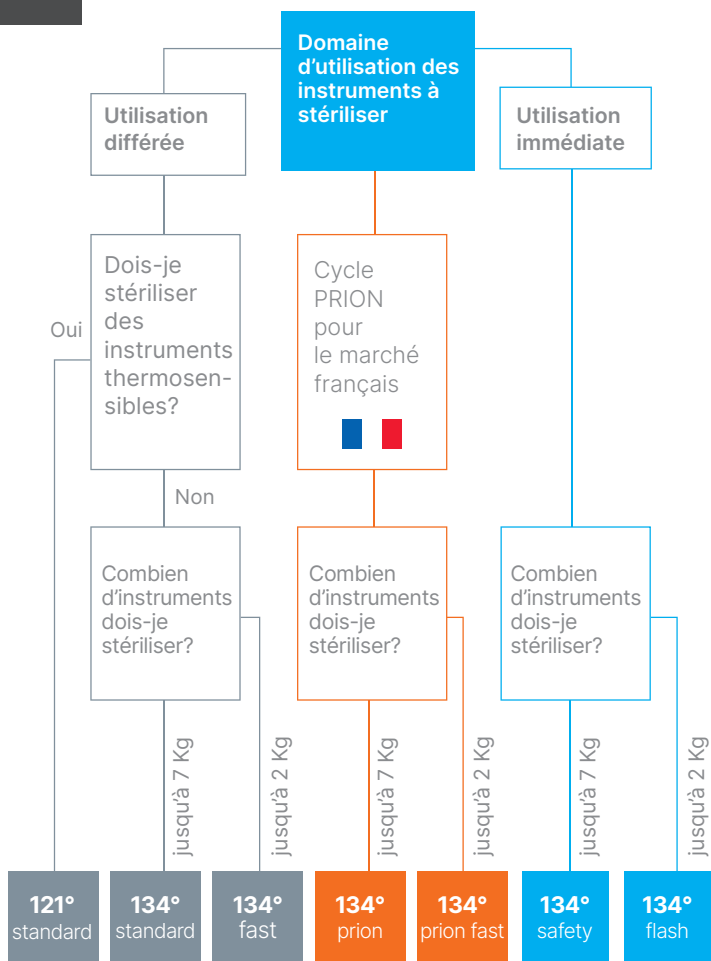 Domaine
d'utilisation des
instruments à
stériliser
Utilisation
différée
Utilisation
immédiate
Dois-je
stériliser
des
instruments
thermosen-
sibles?
Cycle
PRION
pour
le marché
français
Oui
Non
Combien
d'instruments
dois-je
stériliser?
Combien
d'instruments
dois-je
stériliser?
Combien
d'instruments
dois-je
stériliser?
jusqu'à 7 Kg
jusqu'à 2 Kg
jusqu'à 7 Kg
jusqu'à 2 Kg
jusqu'à 7 Kg
jusqu'à 2 Kg
121°
standard
134°
standard
134°
fast
134°
prion
134°
prion fast
134°
safety
134°
flash